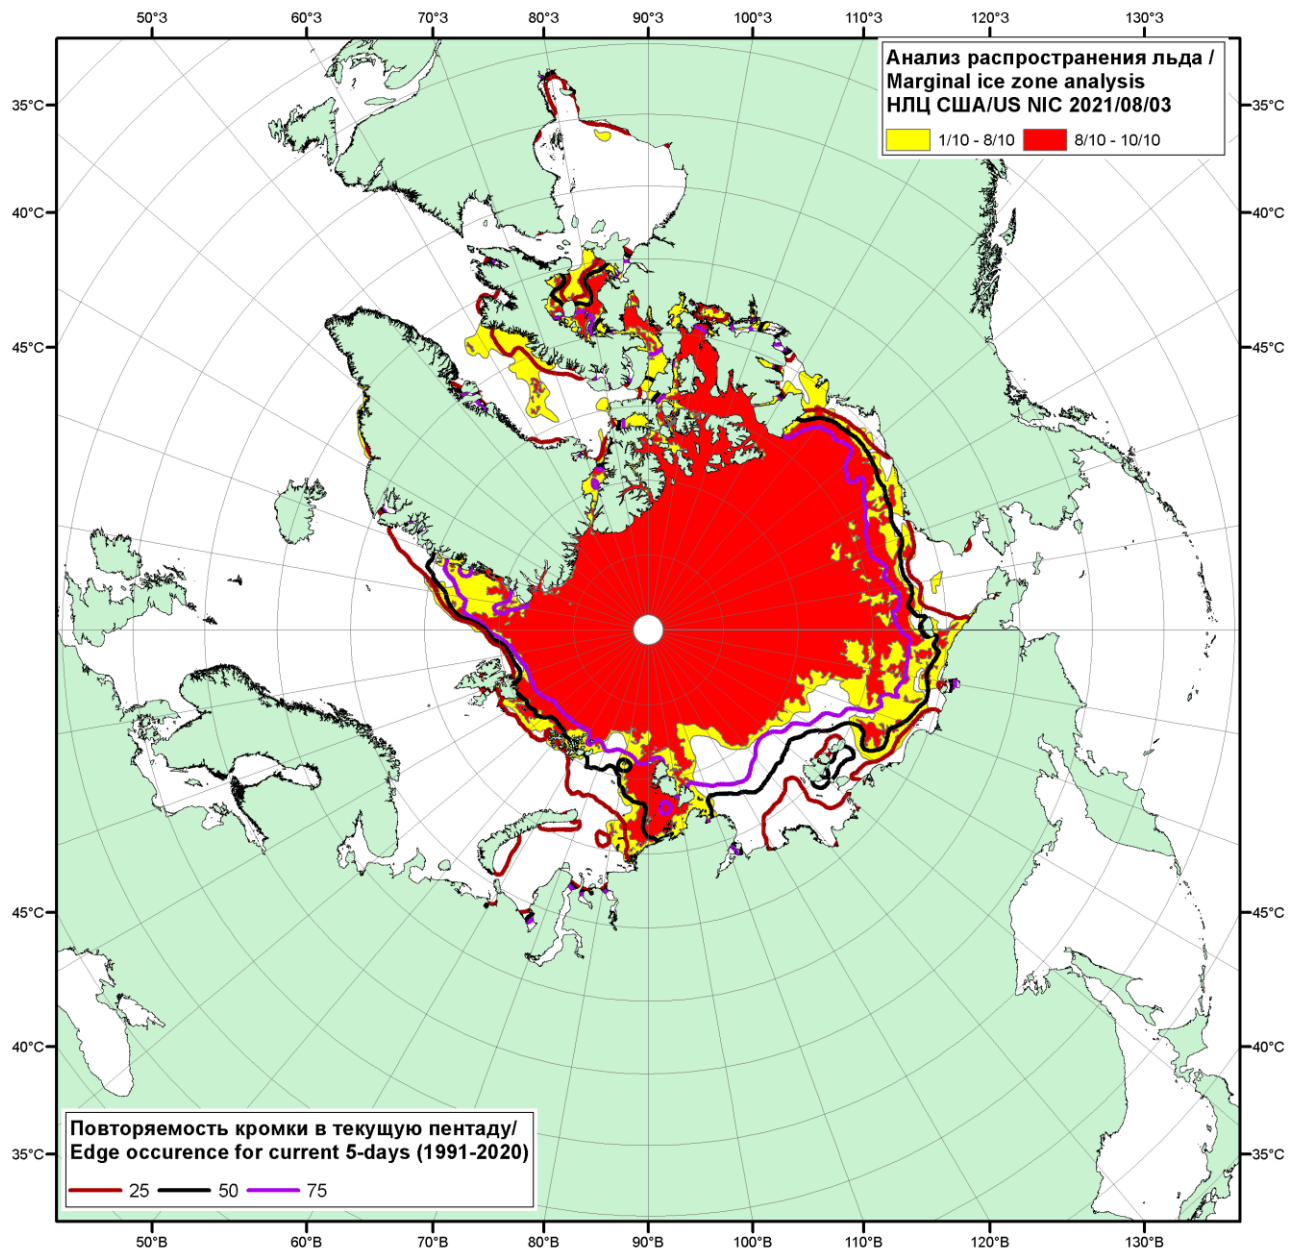 50°З 60°З 70°З 80°З 90°З 100°З 110°З 120°З 130°З
Анализ распространения льда /
Marginal ice zone analysis
НЛЦ США/US NIC 2021/08/03
1/10 - 8/10 8/10 - 10/10
35°С 35°С
40°С 40°С
45°С 45°С
45°С 45°С
40°С 40°С
Повторяемость кромки в текущую пентаду/
Edge occurence for current 5-days (1991-2020)
35°С 35°С
25 50 75
50°В 60°В 70°В 80°В 90°В 100°В 110°В 120°В 130°В